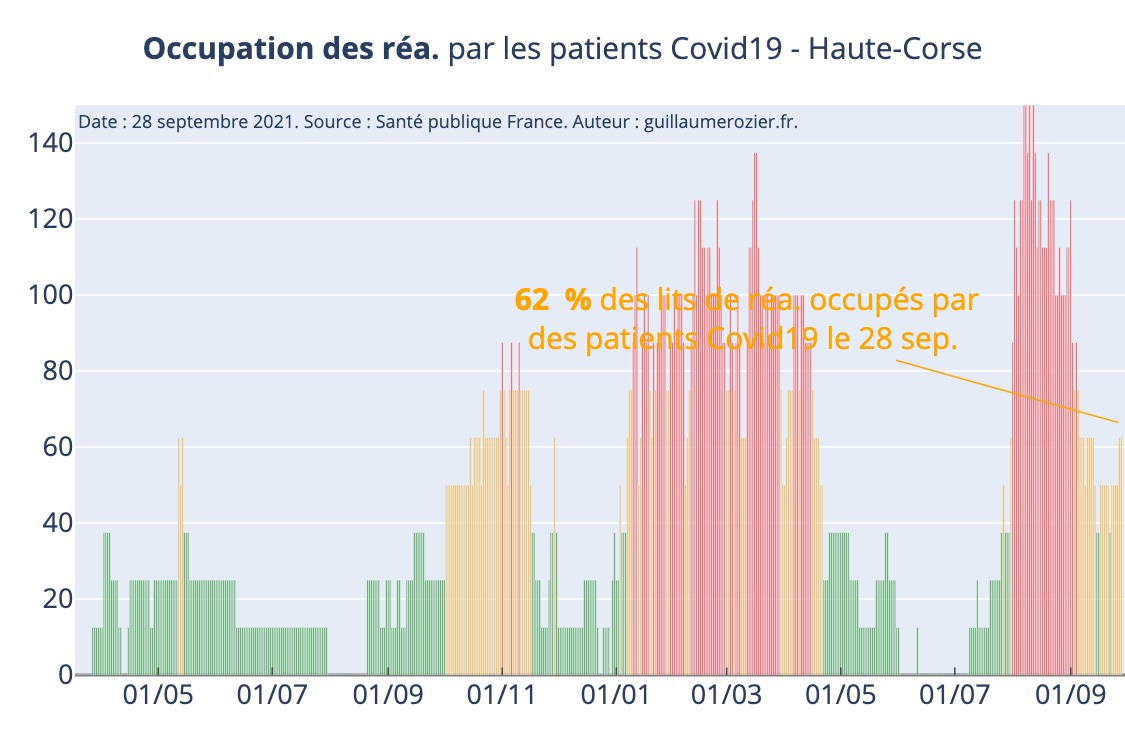 Occupation des réa. par les patients Covid19 - Haute-Corse
Date : 28 septembre 2021. Source : Santé publique France. Auteur : guillaumerozier.fr.
140
120
100
80
60
40
20
0
62  % des lits de réa. occupés par
des patients Covid19 le 28 sep.
01/05 01/07 01/09 01/11 01/01 01/03 01/05 01/07 01/09